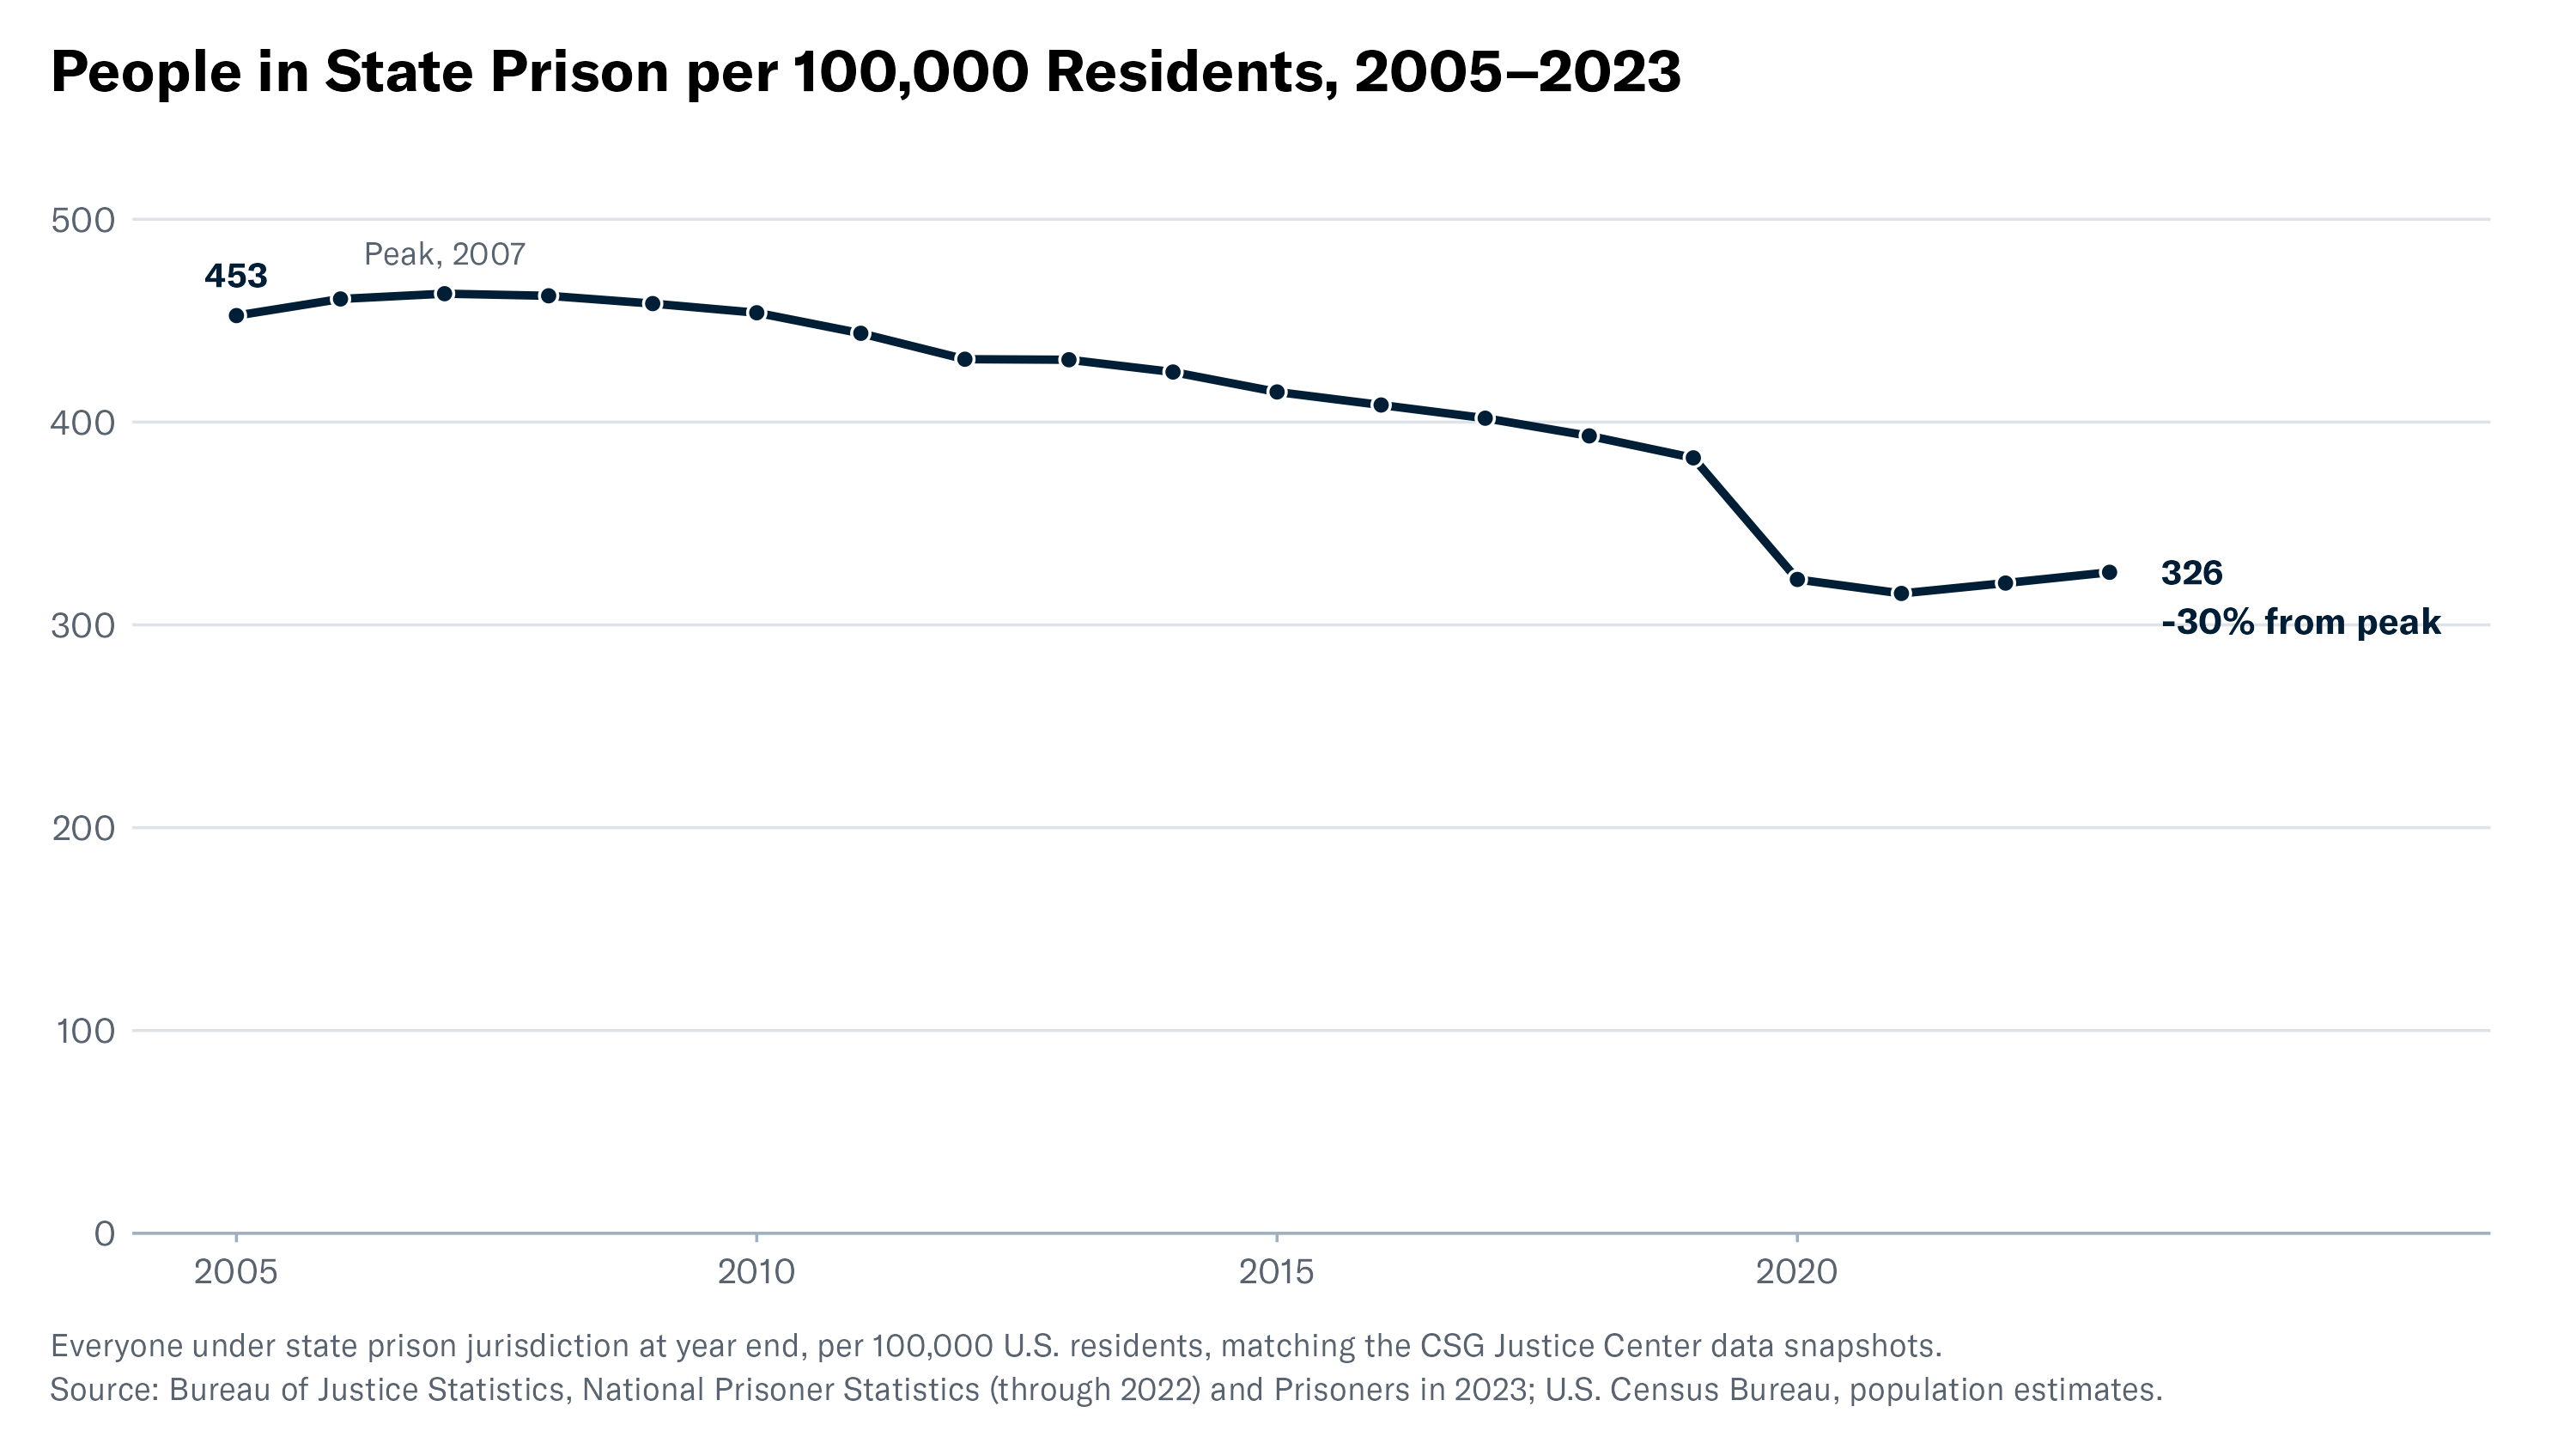 People in State Prison per 100,000 Residents, 2005–2023
500
Peak, 2007
453
400
326
300
-30% from peak
200
100
0
2005 2010 2015 2020
Everyone under state prison jurisdiction at year end, per 100,000 U.S. residents, matching the CSG Justice Center data snapshots.
Source: Bureau of Justice Statistics, National Prisoner Statistics (through 2022) and Prisoners in 2023; U.S. Census Bureau, population estimates.